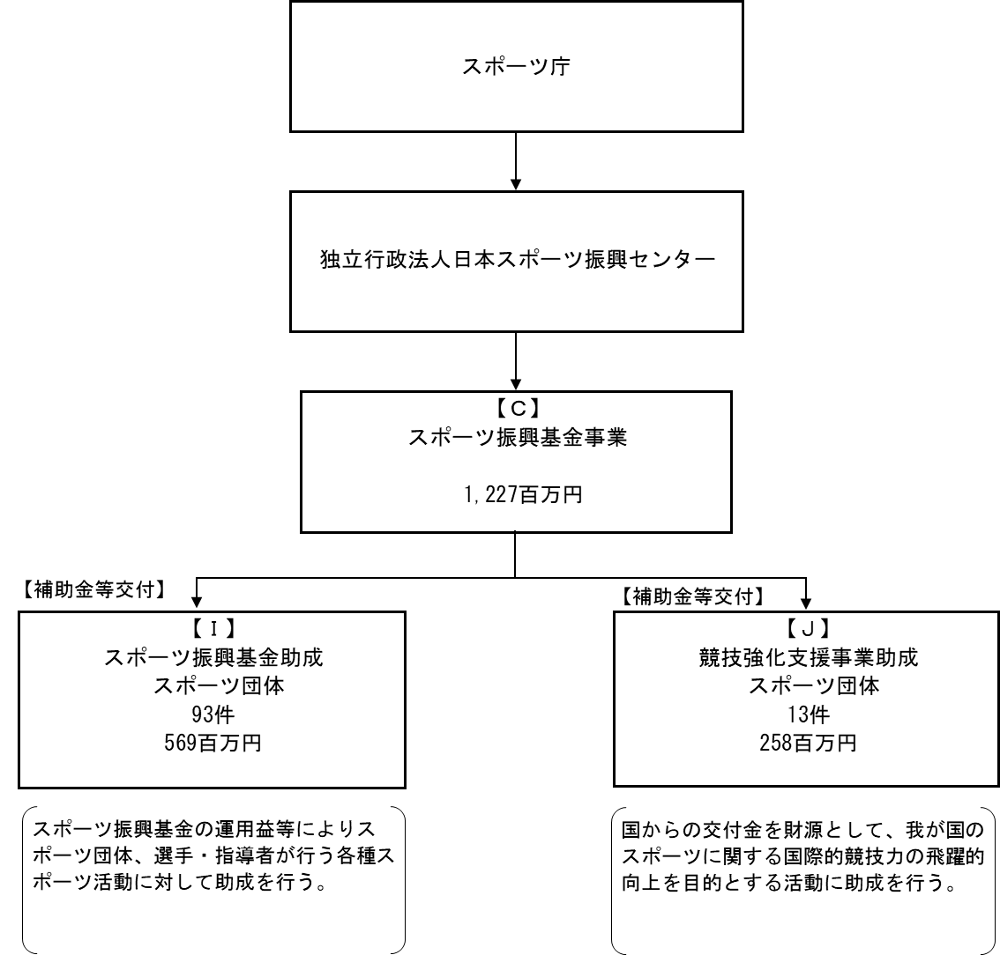 スポーツ庁
独立行政法人日本スポーツ振興センター
【Ｃ】
スポーツ振興基金事業
1,227百万円
【補助金等交付】
【Ｉ】
スポーツ振興基金助成
スポーツ団体
93件
569百万円
スポーツ振興基金の運用益等によりス
ポーツ団体、選手・指導者が行う各種ス
ポーツ活動に対して助成を行う。
【補助金等交付】
【Ｊ】
競技強化支援事業助成
スポーツ団体
13件
258百万円
国からの交付金を財源として、我が国の
スポーツに関する国際的競技力の飛躍的
向上を目的とする活動に助成を行う。